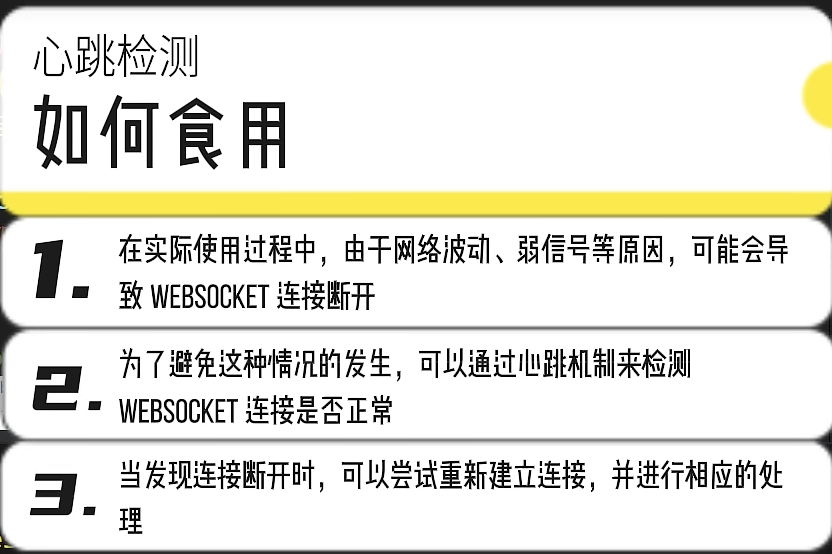 心跳检测
如何食用
1. 在实际使用过程中，由于网络波动、弱信号等原因，可能会导
致 WEBSOCKET 连接断开
2. 为了避免这种情况的发生，可以通过心跳机制来检测
WEBSOCKET 连接是否正常
3. 当发现连接断开时，可以尝试重新建立连接，并进行相应的处
理